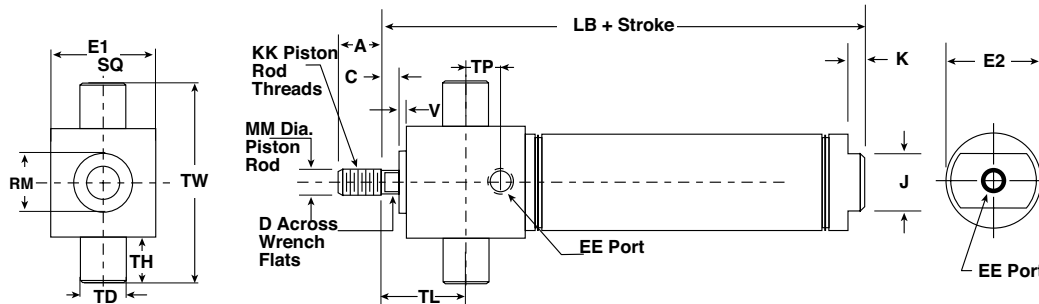 E1
SQ
RM
TW
TH
TD
LB + Stroke
A
KK Piston
Rod
Threads
C
TP
V
MM Dia.
Piston
Rod
D Across
Wrench
Flats
TL
EE Port
K
E2
J
EE Port